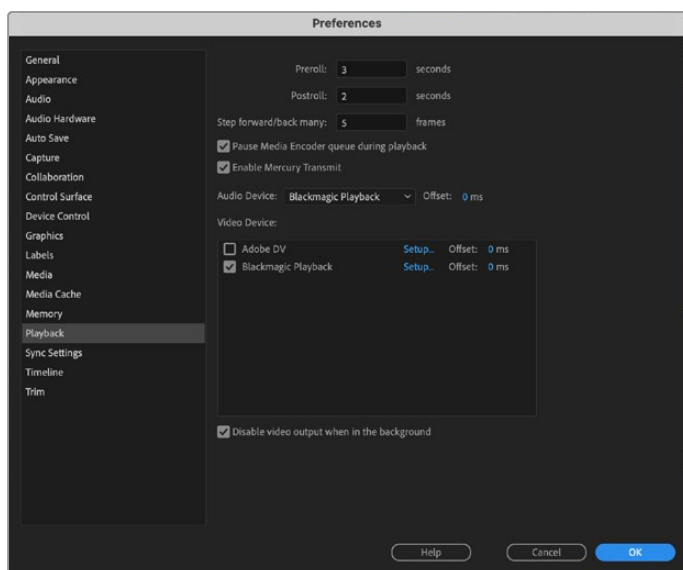 Preferences
General
Appearance
Audio
Audio Hardware
Auto Save
Capture
Collaboration
Control Surface
Device Control
Graphics
Labels
Media
Media Cache
Memory
Playback
Sync Settings
Timeline
Trim
Preroll: 3 seconds
Postroll: 2 seconds
Step forward/back many: 5 frames
Pause Media Encoder queue during playback
Enable Mercury Transmit
Audio Device: Blackmagic Playback Offset: 0 ms
Video Device:
Adobe DV Setup... Offset: 0 ms
Blackmagic Playback Setup... Offset: 0 ms
Disable video output when in the background
Help Cancel OK